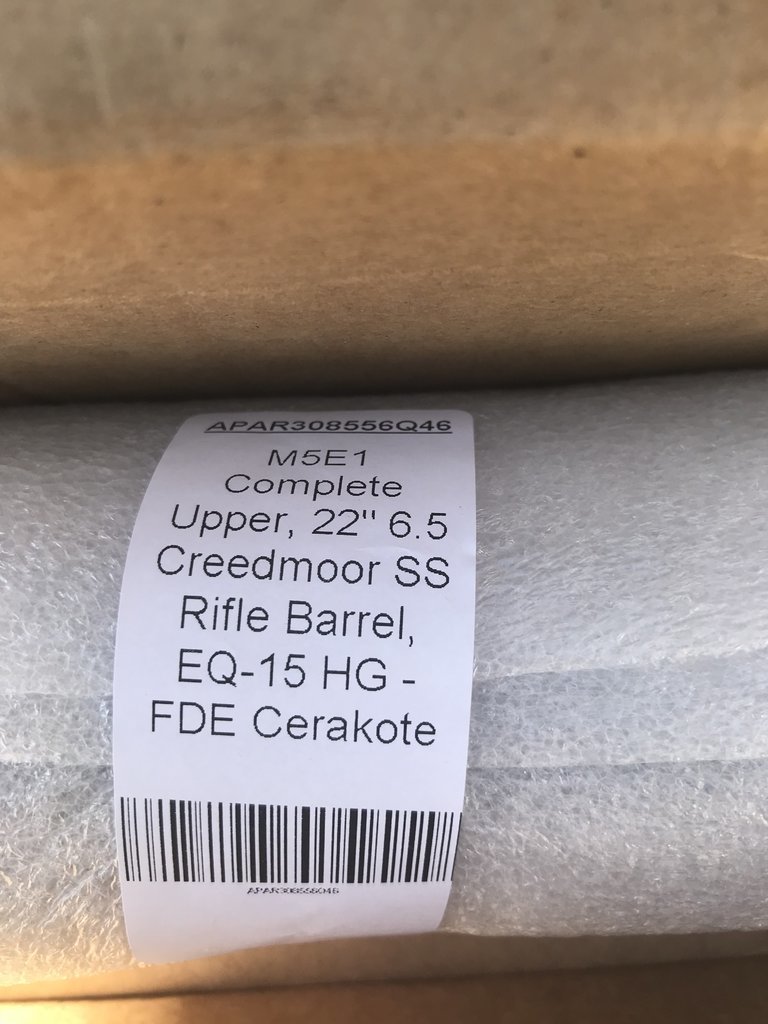 APAR308556Q46
M5E1
Complete
Upper, 22" 6.5
Creedmoor SS
Rifle Barrel,
EQ-15 HG -
FDE Cerakote
APAR308556Q46